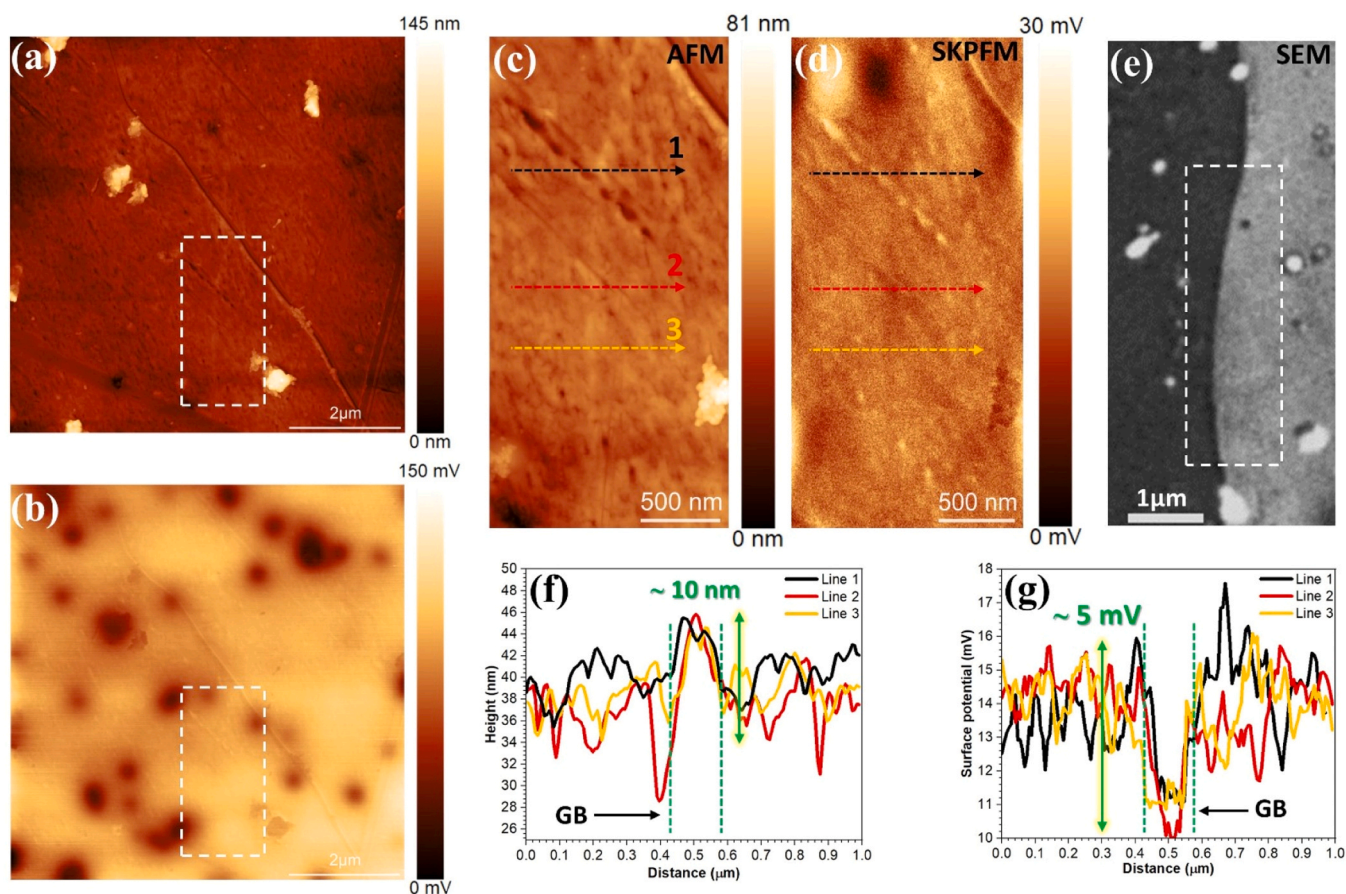 (a)
145 nm
0 nm
2µm
(b)
150 mV
0 mV
2µm
(c)
AFM
1
2
3
500 nm
81 nm
0 nm
(d)
SKPFM
500 nm
30 mV
0 mV
(e)
SEM
1µm
(f)
~ 10 nm
Line 1
Line 2
Line 3
GB
Height (nm)
50
48
46
44
42
40
38
36
34
32
30
28
26
0.0 0.1 0.2 0.3 0.4 0.5 0.6 0.7 0.8 0.9 1.0
Distance (µm)
(g)
~ 5 mV
Line 1
Line 2
Line 3
GB
Surface potential (mV)
18
17
16
15
14
13
12
11
10
0.0 0.1 0.2 0.3 0.4 0.5 0.6 0.7 0.8 0.9 1.0
Distance (µm)